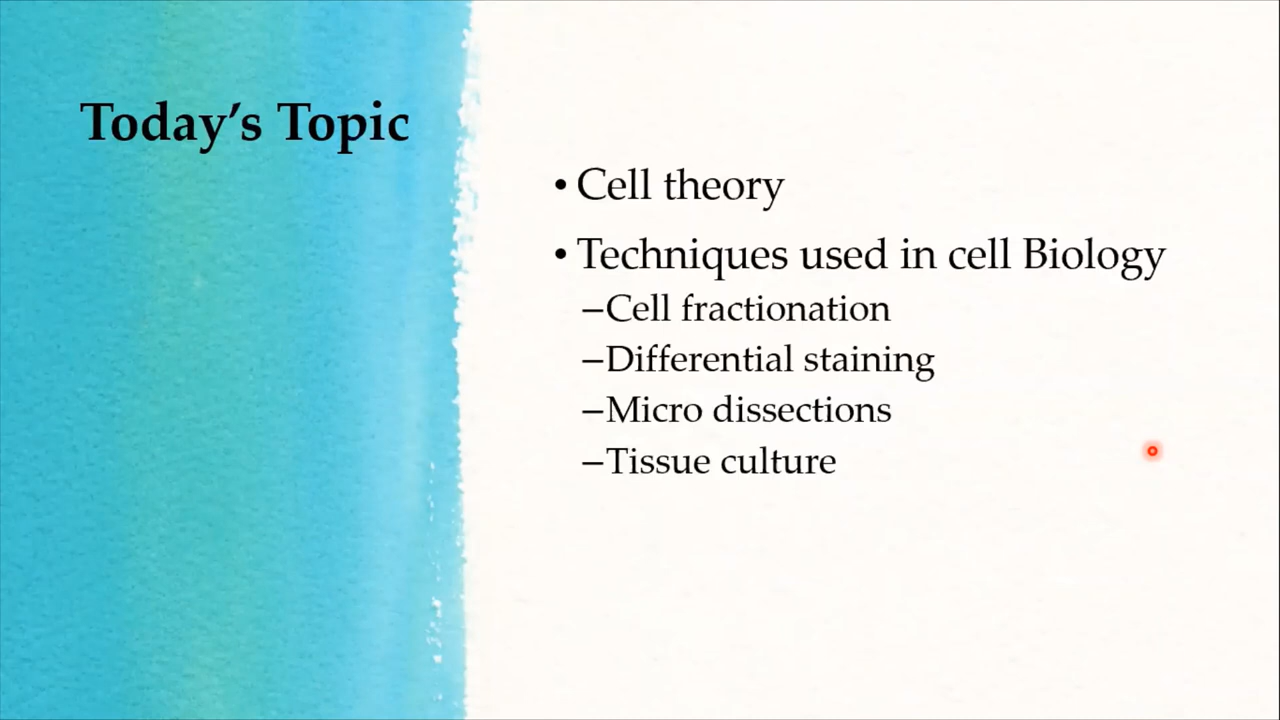 Today’s Topic
• Cell theory
• Techniques used in cell Biology
–Cell fractionation
–Differential staining
–Micro dissections
–Tissue culture